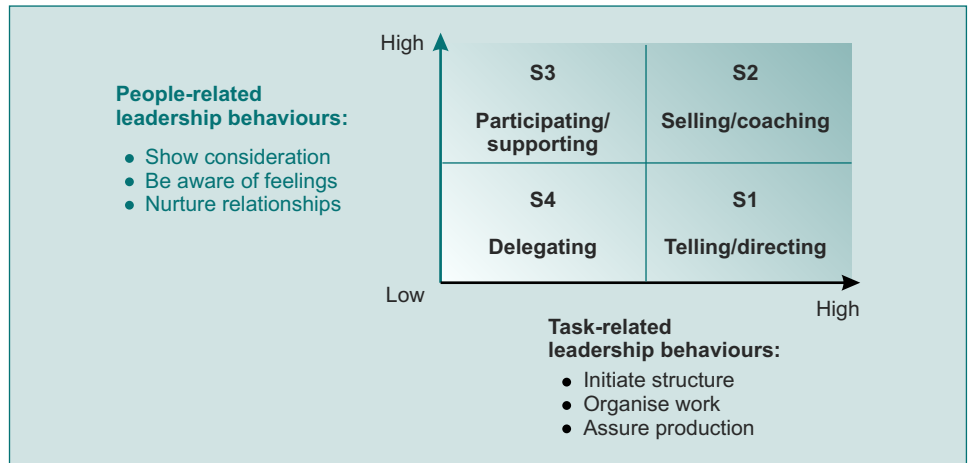 High
S3
S2
People-related
leadership behaviours:
Participating/
supporting
Selling/coaching
• Show consideration
• Be aware of feelings
• Nurture relationships
S4
S1
Delegating
Telling/directing
Low
High
Task-related
leadership behaviours:
• Initiate structure
• Organise work
• Assure production